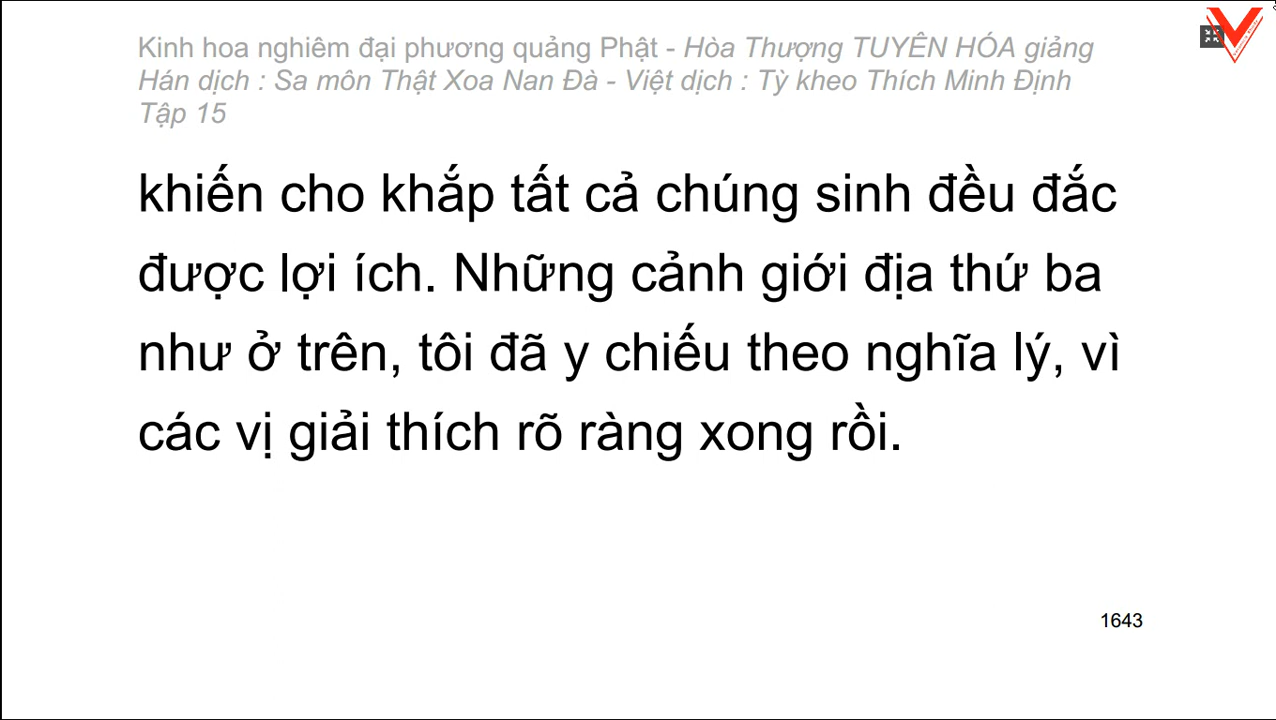 Kinh hoa nghiêm đại phương quảng Phật - Hòa Thượng TUYÊN HÓA giảng
Hán dịch : Sa môn Thật Xoa Nan Đà - Việt dịch : Tỳ kheo Thích Minh Định
Tập 15
khiến cho khắp tất cả chúng sinh đều đắc
được lợi ích. Những cảnh giới địa thứ ba
như ở trên, tôi đã y chiếu theo nghĩa lý, vì
các vị giải thích rõ ràng xong rồi.
1643